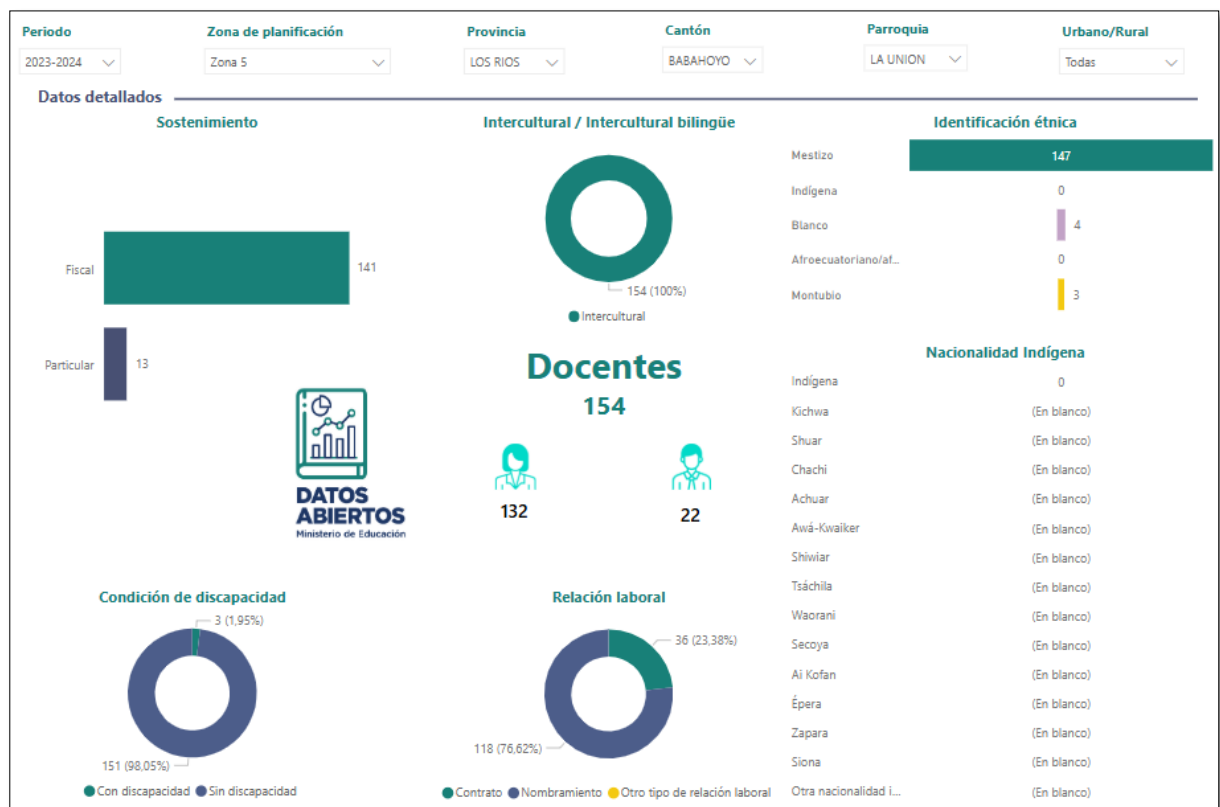 Periodo
Zona de planificación
Provincia
Cantón
Parroquia
Urbano/Rural
2023-2024
Zona 5
LOS RIOS
BABAHOYO
LA UNION
Todas
Datos detallados
Sostenimiento
Fiscal
141
Particular
13
Intercultural / Intercultural bilingüe
154 (100%)
Intercultural
Identificación étnica
Mestizo 147
Indígena 0
Blanco 4
Afroecuatoriano/af... 0
Montubio 3
Docentes
154
132
22
DATOS
ABIERTOS
Ministerio de Educación
Nacionalidad Indígena
Indígena 0
Kichwa (En blanco)
Shuar (En blanco)
Chachi (En blanco)
Achuar (En blanco)
Awá-Kwaiker (En blanco)
Shiwiar (En blanco)
Tsáchila (En blanco)
Waorani (En blanco)
Secoya (En blanco)
Ai Kofan (En blanco)
Épera (En blanco)
Zapara (En blanco)
Siona (En blanco)
Otra nacionalidad i... (En blanco)
Condición de discapacidad
3 (1,95%)
151 (98,05%)
Con discapacidad Sin discapacidad
Relación laboral
36 (23,38%)
118 (76,62%)
Contrato Nombramiento Otro tipo de relación laboral